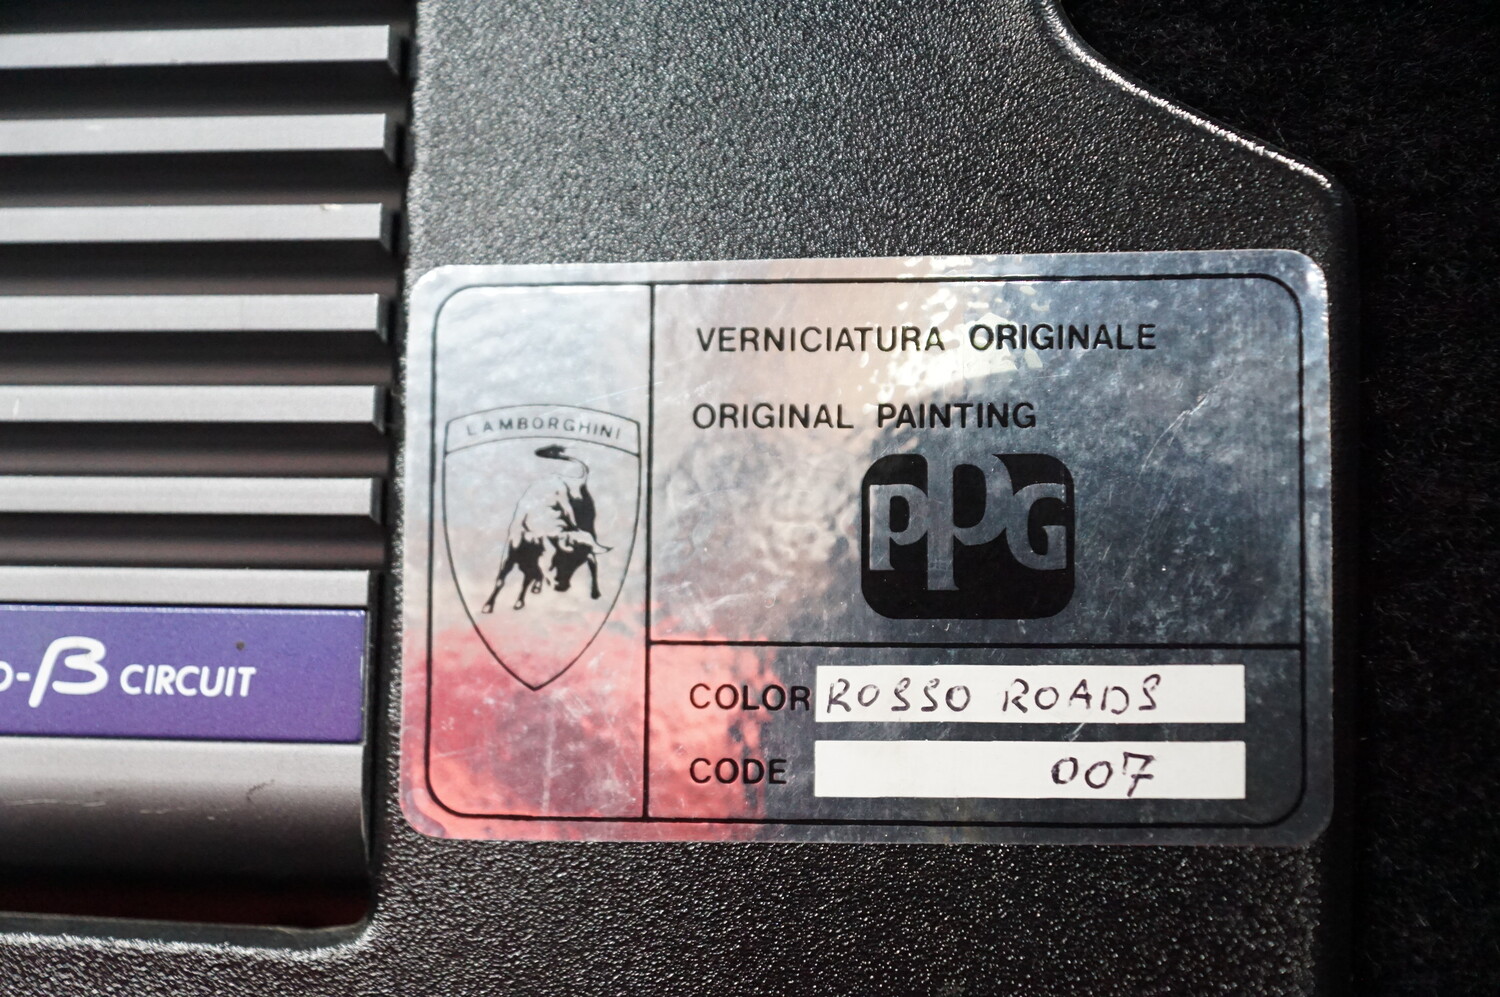 VERNICIATURA ORIGINALE
ORIGINAL PAINTING
LAMBORGHINI
PPG
COLOR ROSSO ROADS
CODE 007
β CIRCUIT